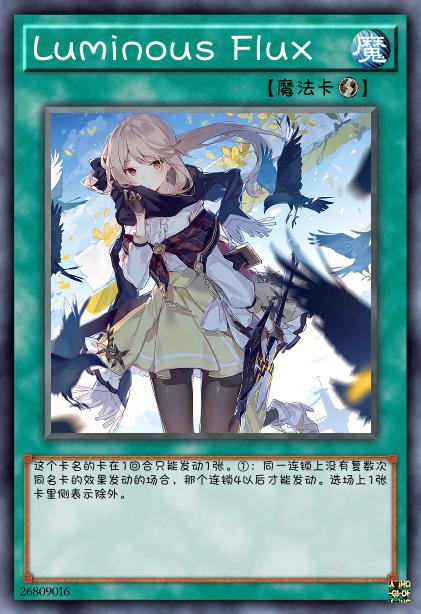 Luminous Flux
魔
【魔法卡】
这个卡名的卡在1回合只能发动1张。①：同一连锁上没有复数次
同名卡的效果发动的场合，那个连锁4以后才能发动。选场上1张
卡里侧表示除外。
26809016